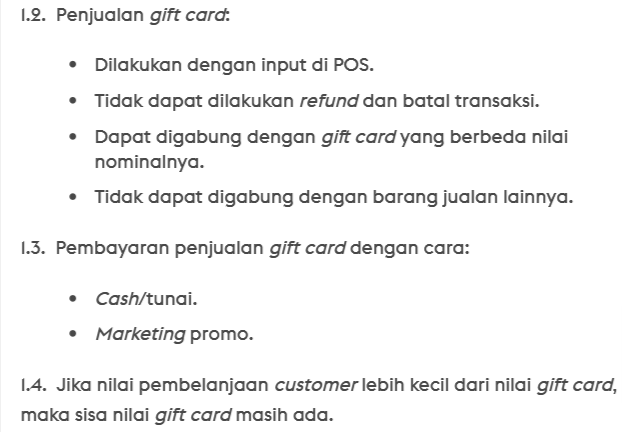 1.2. Penjualan gift card:
• Dilakukan dengan input di POS.
• Tidak dapat dilakukan refund dan batal transaksi.
• Dapat digabung dengan gift card yang berbeda nilai
nominalnya.
• Tidak dapat digabung dengan barang jualan lainnya.
1.3. Pembayaran penjualan gift card dengan cara:
• Cash/tunai.
• Marketing promo.
1.4. Jika nilai pembelanjaan customer lebih kecil dari nilai gift card,
maka sisa nilai gift card masih ada.